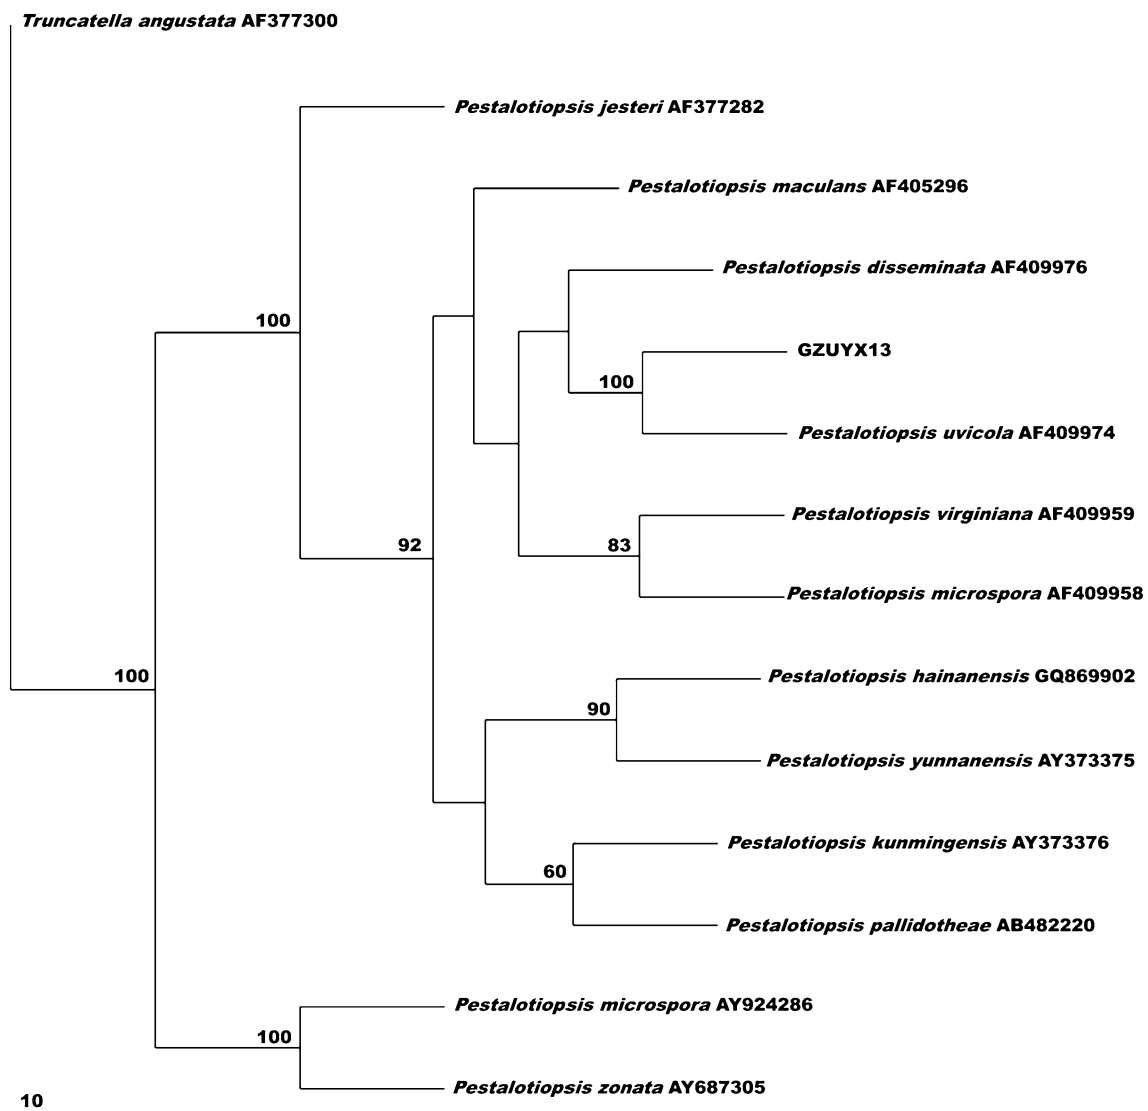 Truncatella angustata AF377300
Pestalotiopsis jesteri AF377282
Pestalotiopsis maculans AF405296
Pestalotiopsis disseminata AF409976
100
GZUYX13
100
Pestalotiopsis uvicola AF409974
Pestalotiopsis virginiana AF409959
92
83
Pestalotiopsis microspora AF409958
100
Pestalotiopsis hainanensis GQ869902
90
Pestalotiopsis yunnanensis AY373375
Pestalotiopsis kunmingensis AY373376
60
Pestalotiopsis pallidotheae AB482220
Pestalotiopsis microspora AY924286
100
Pestalotiopsis zonata AY687305
10